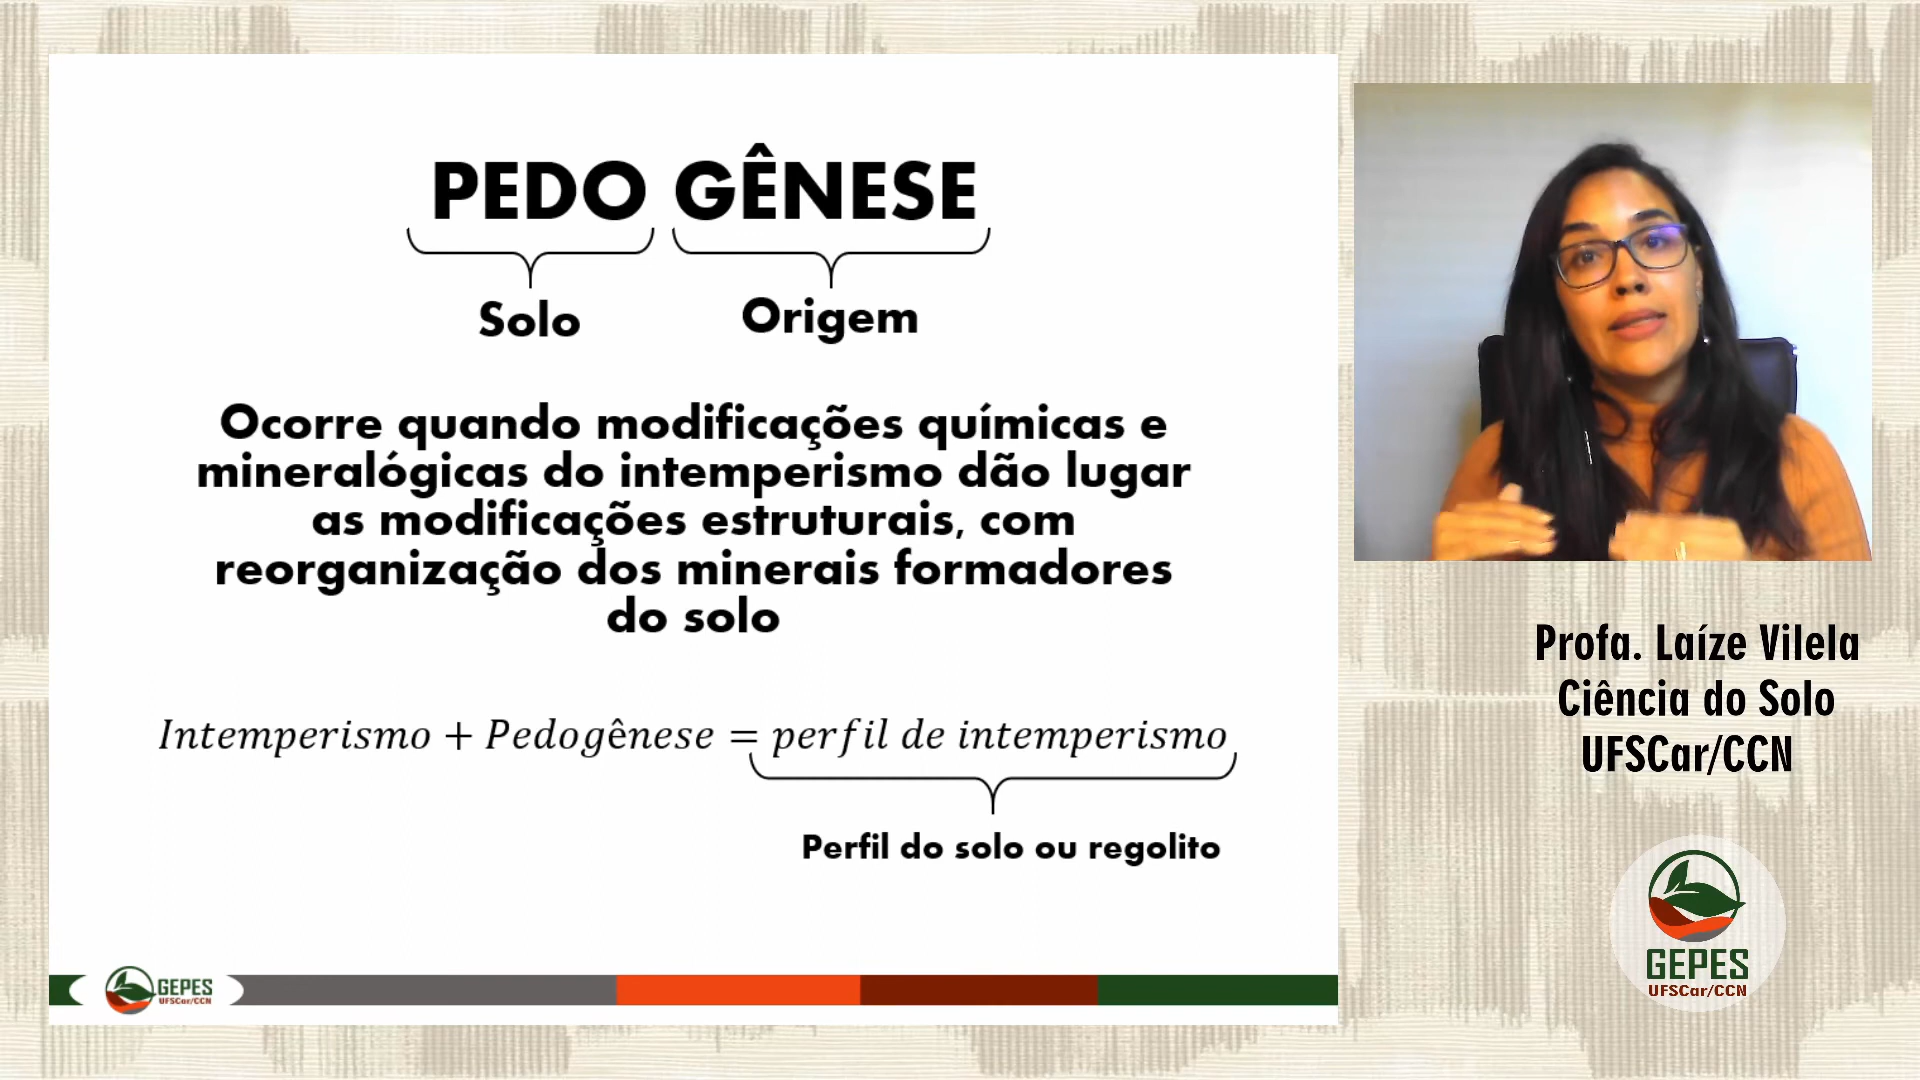 PEDO GÊNESE
Solo
Origem
Ocorre quando modificações químicas e
mineralógicas do intemperismo dão lugar
as modificações estruturais, com
reorganização dos minerais formadores
do solo
Intemperismo + Pedogênese = perfil de intemperismo
Perfil do solo ou regolito
GEPES
UFSCar/CCN
Profa. Laíze Vilela
Ciência do Solo
UFSCar/CCN
GEPES
UFSCar/CCN